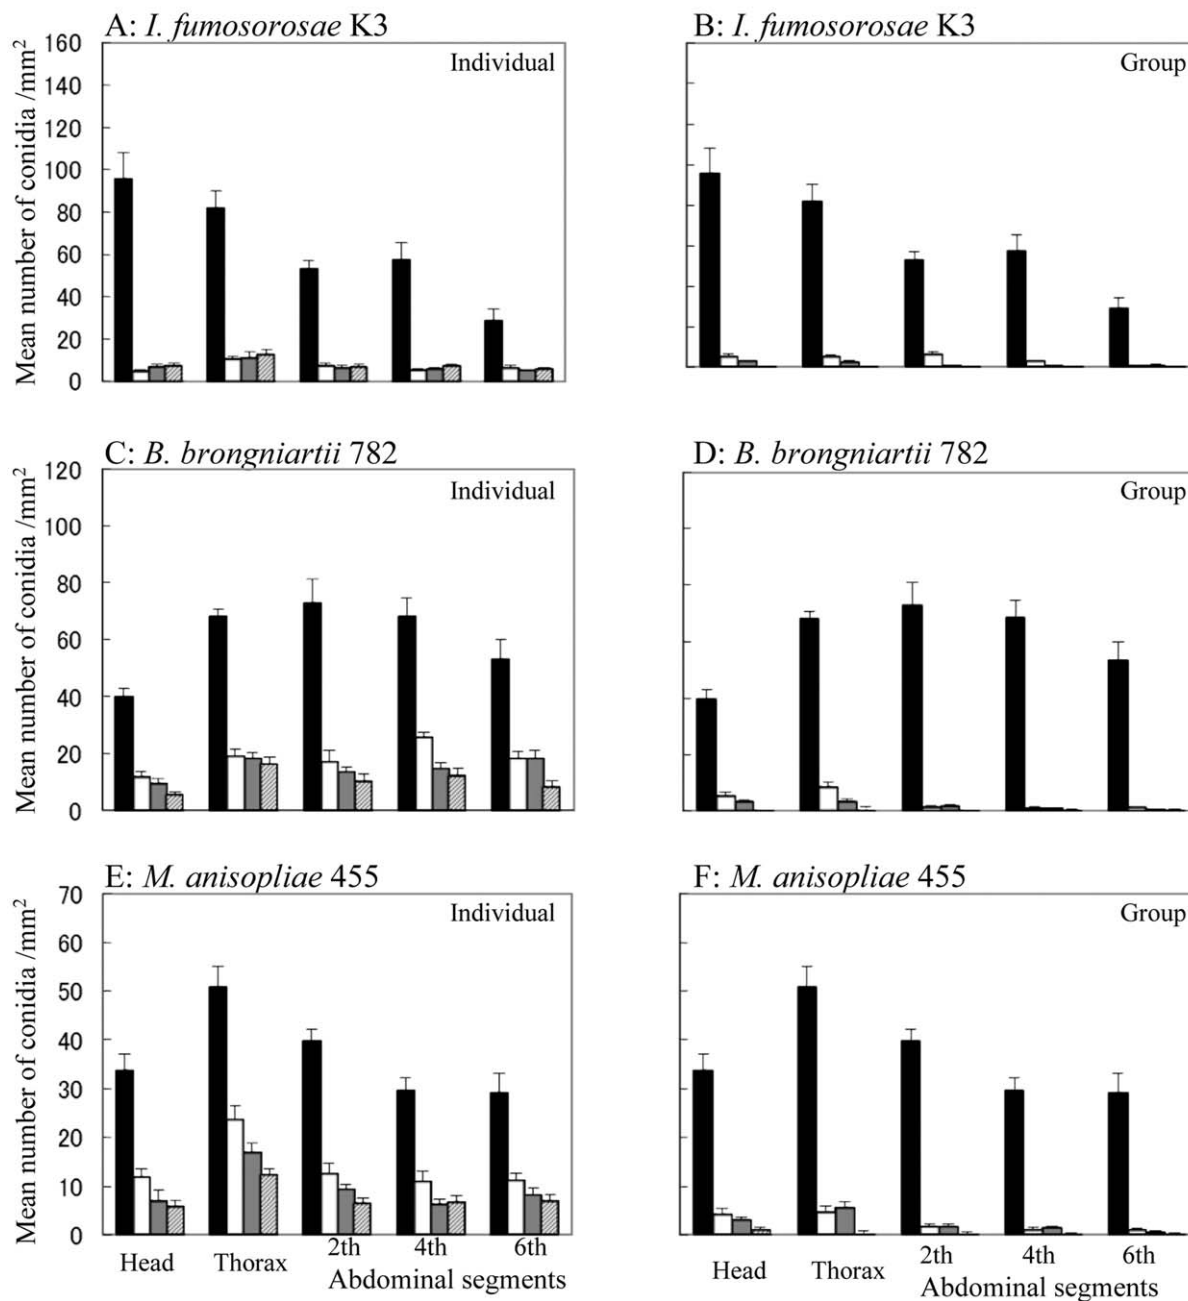 A: I. fumosorosae K3
B: I. fumosorosae K3
Mean number of conidia /mm²
160
140
120
100
80
60
40
20
0
Individual
Group
C: B. brongniartii 782
D: B. brongniartii 782
Mean number of conidia /mm²
120
100
80
60
40
20
0
Individual
Group
E: M. anisopliae 455
F: M. anisopliae 455
Mean number of conidia /mm²
70
60
50
40
30
20
10
0
Individual
Group
Head Thorax 2th 4th 6th
Abdominal segments
Head Thorax 2th 4th 6th
Abdominal segments